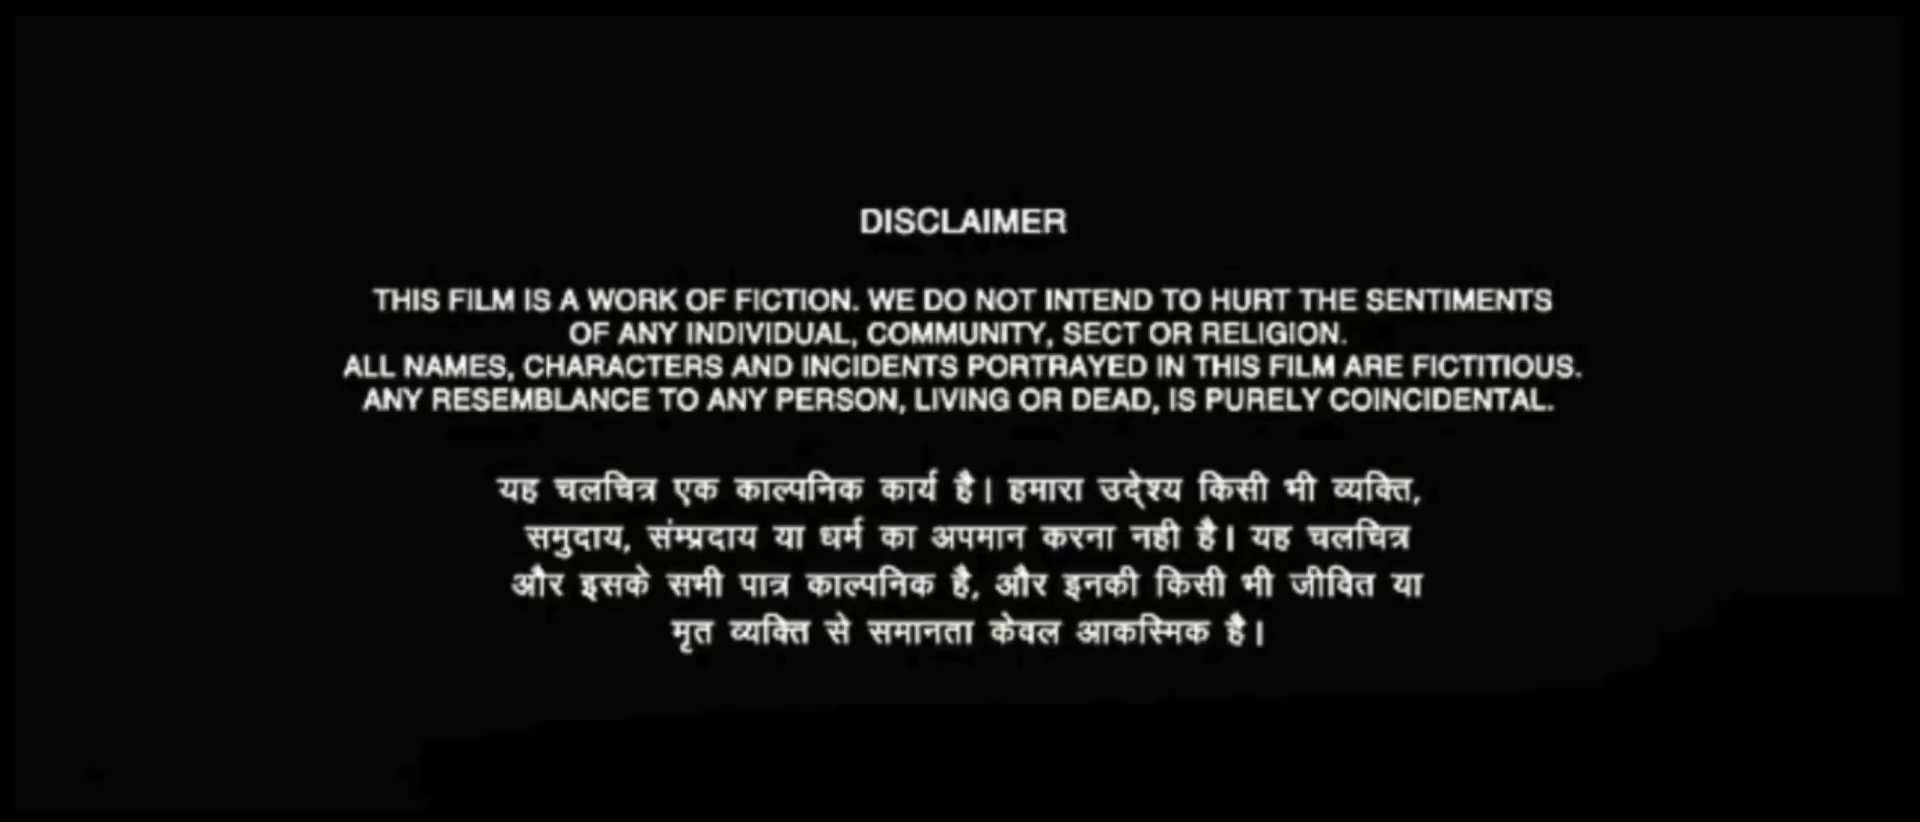 DISCLAIMER
THIS FILM IS A WORK OF FICTION. WE DO NOT INTEND TO HURT THE SENTIMENTS
OF ANY INDIVIDUAL, COMMUNITY, SECT OR RELIGION.
ALL NAMES, CHARACTERS AND INCIDENTS PORTRAYED IN THIS FILM ARE FICTITIOUS.
ANY RESEMBLANCE TO ANY PERSON, LIVING OR DEAD, IS PURELY COINCIDENTAL.
यह चलचित्र एक काल्पनिक कार्य है। हमारा उदे्श्य किसी भी व्यक्ति,
समुदाय, संम्प्रदाय या धर्म का अपमान करना नही है। यह चलचित्र
और इसके सभी पात्र काल्पनिक है, और इनकी किसी भी जीवित या
मृत व्यक्ति से समानता केवल आकस्मिक है।